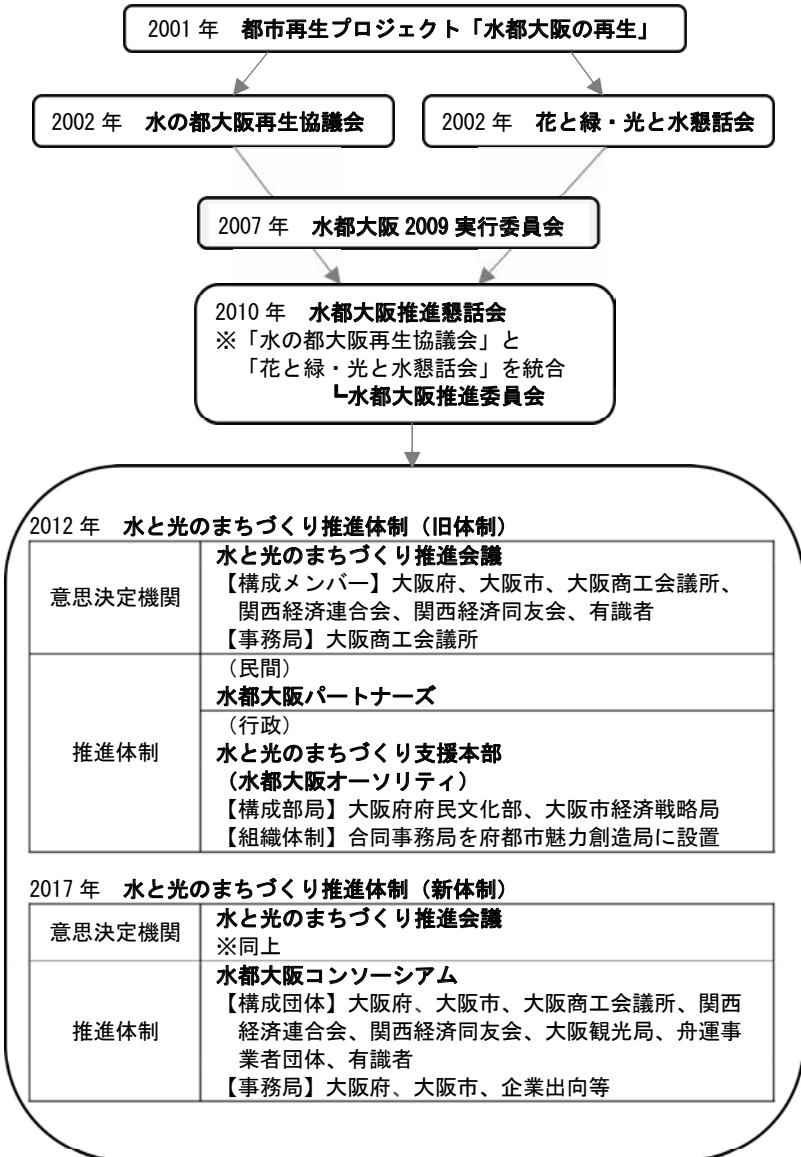 2001 年　都市再生プロジェクト「水都大阪の再生」
2002 年　水の都大阪再生協議会
2002 年　花と緑・光と水懇話会
2007 年　水都大阪 2009 実行委員会
2010 年　水都大阪推進懇話会
※「水の都大阪再生協議会」と
「花と緑・光と水懇話会」を統合
┗水都大阪推進委員会
2012 年　水と光のまちづくり推進体制（旧体制）
意思決定機関
水と光のまちづくり推進会議
【構成メンバー】大阪府、大阪市、大阪商工会議所、
関西経済連合会、関西経済同友会、有識者
【事務局】大阪商工会議所
推進体制
（民間）
水都大阪パートナーズ
（行政）
水と光のまちづくり支援本部
（水都大阪オーソリティ）
【構成部局】大阪府府民文化部、大阪市経済戦略局
【組織体制】合同事務局を府都市魅力創造局に設置
2017 年　水と光のまちづくり推進体制（新体制）
意思決定機関
水と光のまちづくり推進会議
※同上
推進体制
水都大阪コンソーシアム
【構成団体】大阪府、大阪市、大阪商工会議所、関西
経済連合会、関西経済同友会、大阪観光局、舟運事
業者団体、有識者
【事務局】大阪府、大阪市、企業出向等